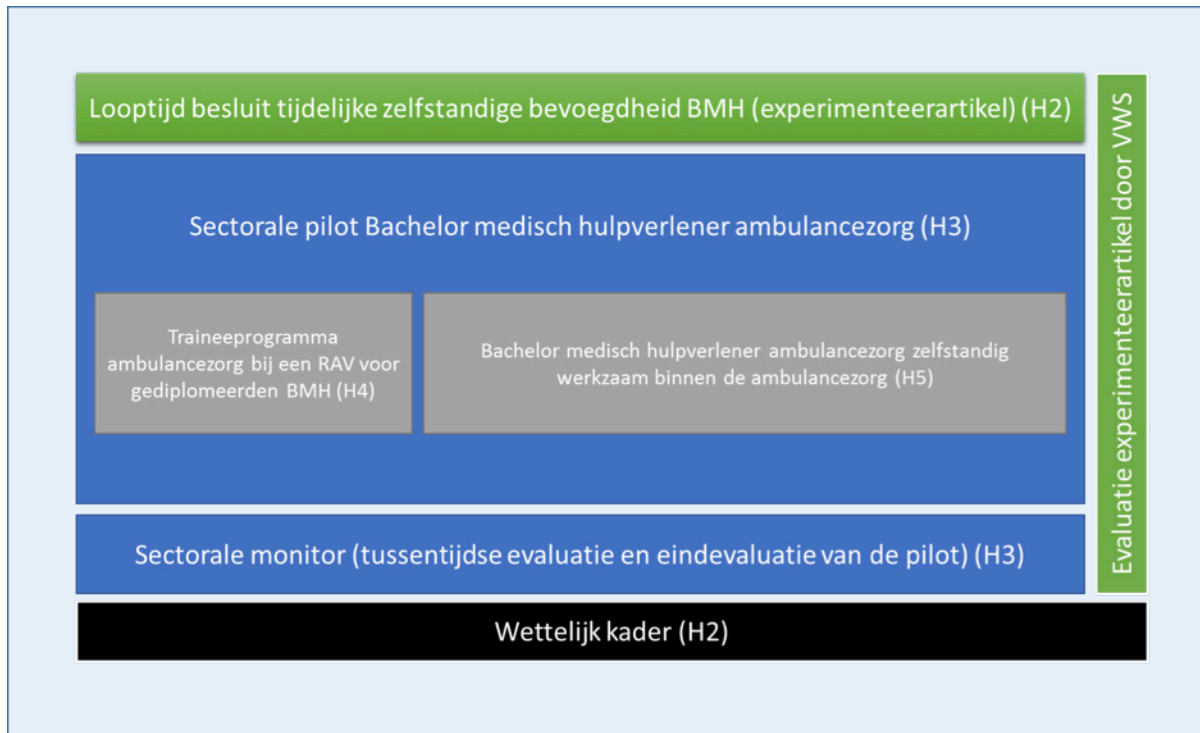 Looptijd besluit tijdelijke zelfstandige bevoegdheid BMH (experimenteerartikel) (H2)
Sectorale pilot Bachelor medisch hulpverlener ambulancezorg (H3)
Traineeprogramma
ambulancezorg bij een RAV voor
gediplomeerden BMH (H4)
Bachelor medisch hulpverlener ambulancezorg zelfstandig
werkzaam binnen de ambulancezorg (H5)
Sectorale monitor (tussentijdse evaluatie en eindevaluatie van de pilot) (H3)
Evaluatie experimenteerartikel door VWS
Wettelijk kader (H2)